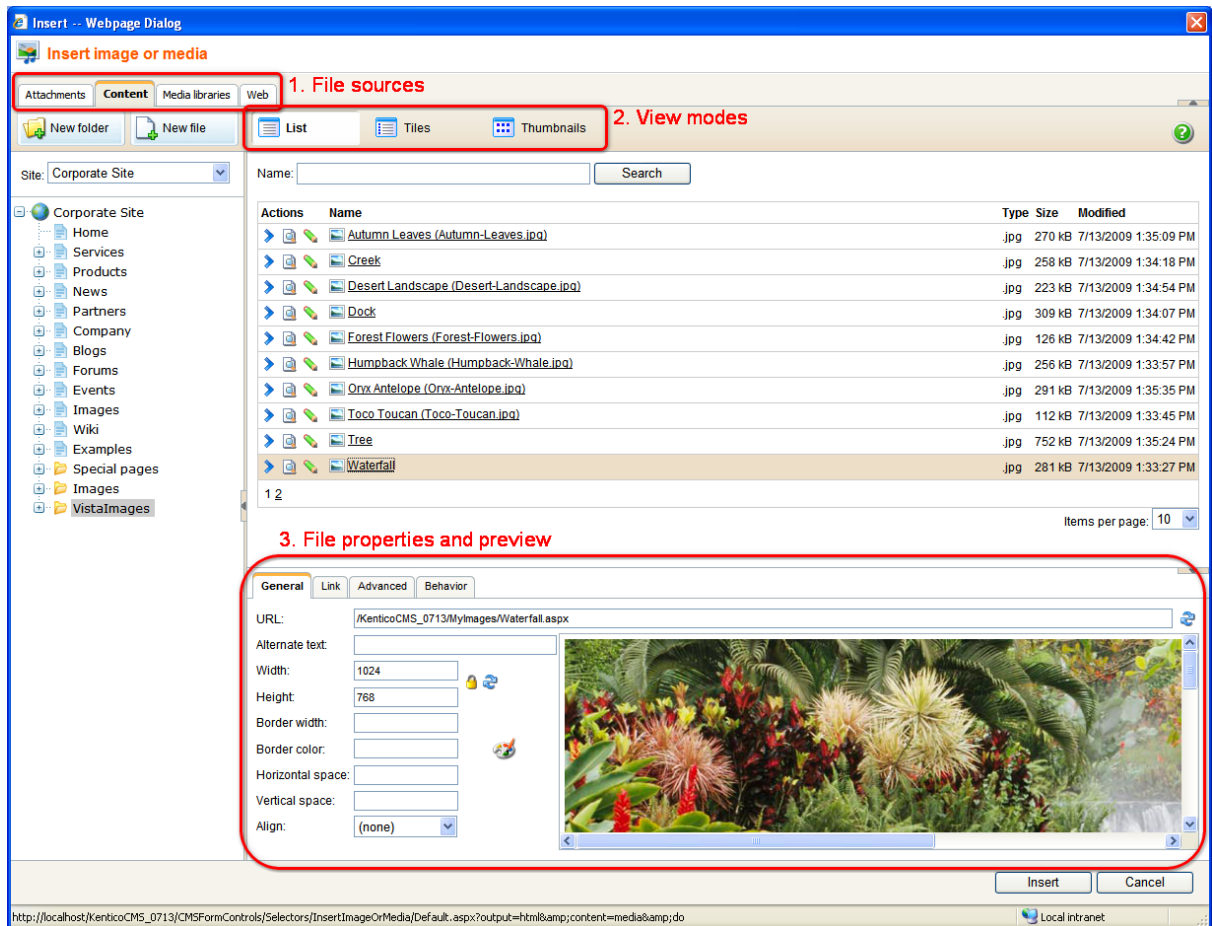 Insert -- Webpage Dialog
Insert image or media
Attachments Content Media libraries Web
1. File sources
New folder New file
List Tiles Thumbnails
2. View modes
Site: Corporate Site
Name: Search
Corporate Site
Home
Services
Products
News
Partners
Company
Blogs
Forums
Events
Images
Wiki
Examples
Special pages
Images
VistaImages
Actions Name Type Size Modified
Autumn Leaves (Autumn-Leaves.jpg) .jpg 270 kB 7/13/2009 1:35:09 PM
Creek .jpg 258 kB 7/13/2009 1:34:18 PM
Desert Landscape (Desert-Landscape.jpg) .jpg 223 kB 7/13/2009 1:34:54 PM
Dock .jpg 309 kB 7/13/2009 1:34:07 PM
Forest Flowers (Forest-Flowers.jpg) .jpg 126 kB 7/13/2009 1:34:42 PM
Humpback Whale (Humpback-Whale.jpg) .jpg 256 kB 7/13/2009 1:33:57 PM
Oryx Antelope (Oryx-Antelope.jpg) .jpg 291 kB 7/13/2009 1:35:35 PM
Toco Toucan (Toco-Toucan.jpg) .jpg 112 kB 7/13/2009 1:33:45 PM
Tree .jpg 752 kB 7/13/2009 1:35:24 PM
Waterfall .jpg 281 kB 7/13/2009 1:33:27 PM
1 2
Items per page: 10
3. File properties and preview
General Link Advanced Behavior
URL: /KenticoCMS_0713/MyImages/Waterfall.aspx
Alternate text:
Width: 1024
Height: 768
Border width:
Border color:
Horizontal space:
Vertical space:
Align: (none)
Insert Cancel
http://localhost/KenticoCMS_0713/CMSFormControls/Selectors/InsertImageOrMedia/Default.aspx?output=html&amp;content=media&amp;do Local intranet